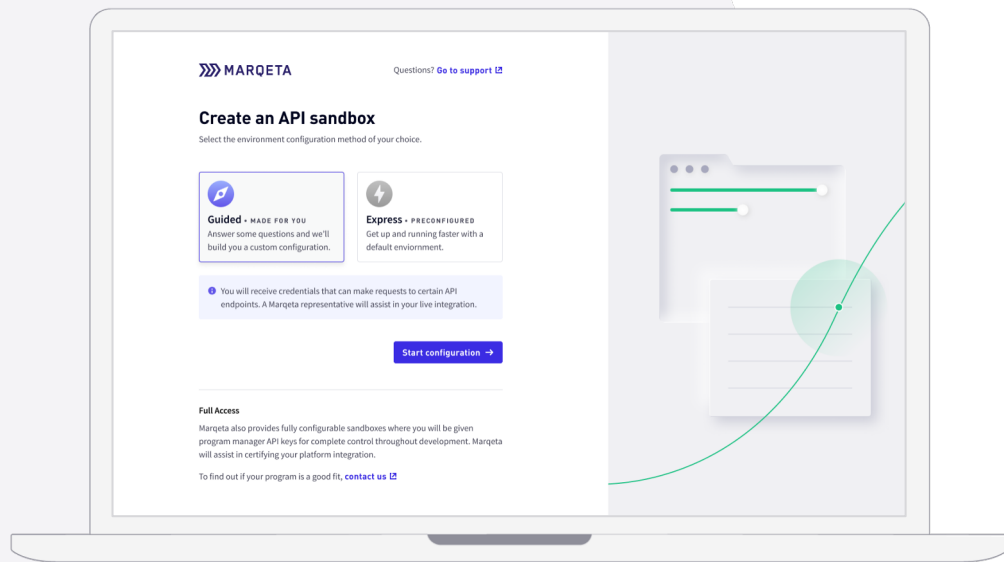 MARQETA
Questions? Go to support
Create an API sandbox
Select the environment configuration method of your choice.
Guided • MADE FOR YOU
Answer some questions and we'll
build you a custom configuration.
Express • PRECONFIGURED
Get up and running faster with a
default enviornment.
You will receive credentials that can make requests to certain API
endpoints. A Marqeta representative will assist in your live integration.
Start configuration →
Full Access
Marqeta also provides fully configurable sandboxes where you will be given
program manager API keys for complete control throughout development. Marqeta
will assist in certifying your platform integration.
To find out if your program is a good fit, contact us